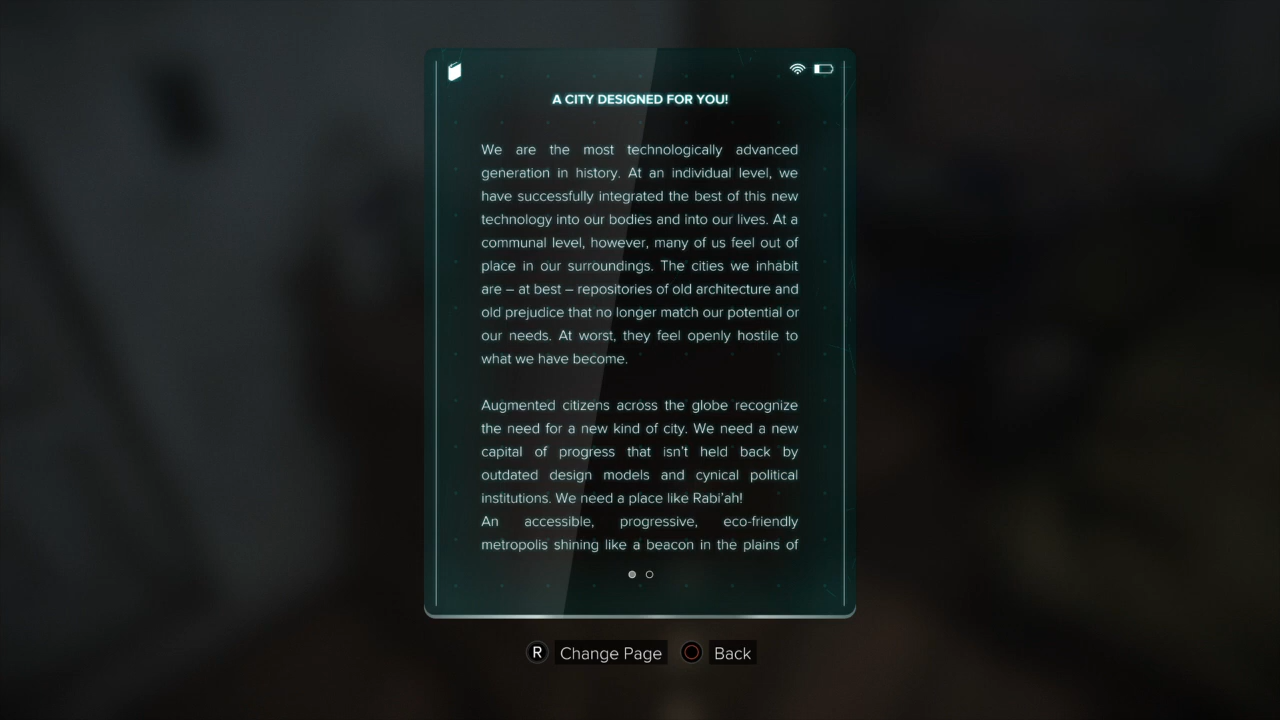 A CITY DESIGNED FOR YOU!
We are the most technologically advanced
generation in history. At an individual level, we
have successfully integrated the best of this new
technology into our bodies and into our lives. At a
communal level, however, many of us feel out of
place in our surroundings. The cities we inhabit
are – at best – repositories of old architecture and
old prejudice that no longer match our potential or
our needs. At worst, they feel openly hostile to
what we have become.
Augmented citizens across the globe recognize
the need for a new kind of city. We need a new
capital of progress that isn't held back by
outdated design models and cynical political
institutions. We need a place like Rabi'ah!
An accessible, progressive, eco-friendly
metropolis shining like a beacon in the plains of
R Change Page Back